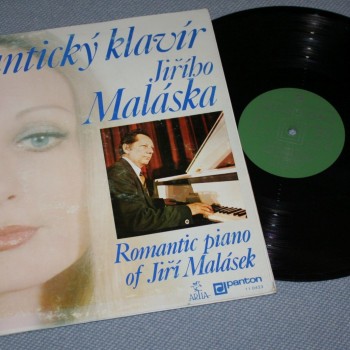 ntický klavír
Jiřího
Maláska
Romantic piano
of Jiří Malásek
ARTIA
panton